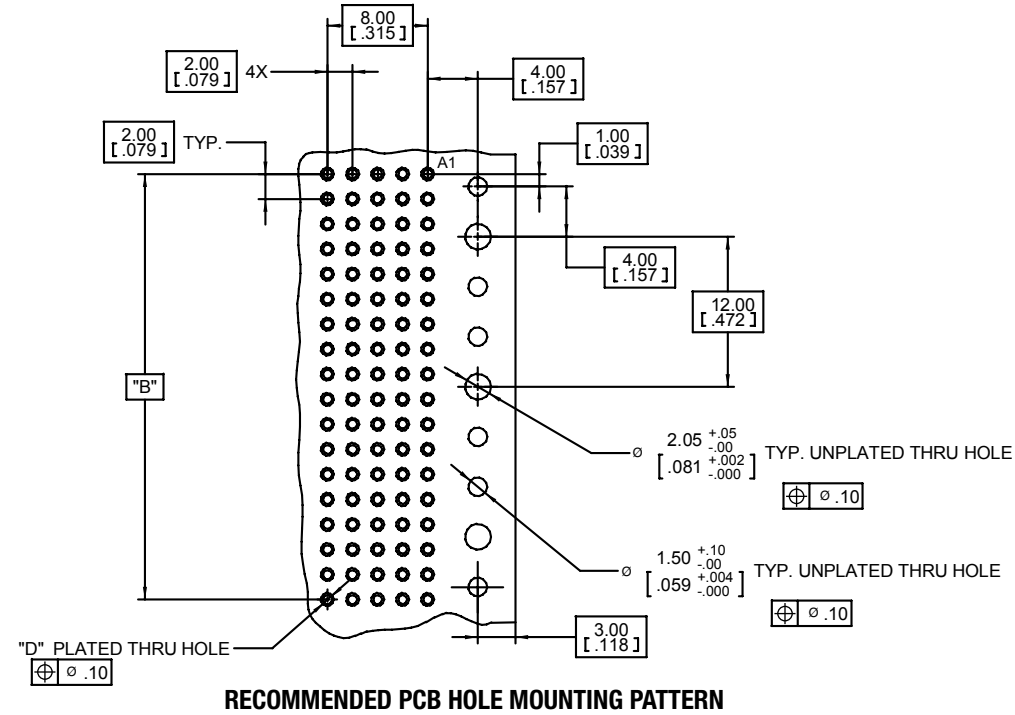 8.00
[.315]
2.00
[.079]
4X
4.00
[.157]
2.00
[.079]
TYP.
1.00
[.039]
A1
4.00
[.157]
12.00
[.472]
"B"
Ø 2.05 +.05 -.00
[.081 +.002 -.000]
TYP. UNPLATED THRU HOLE
⌖ Ø .10
Ø 1.50 +.10 -.00
[.059 +.004 -.000]
TYP. UNPLATED THRU HOLE
⌖ Ø .10
3.00
[.118]
"D" PLATED THRU HOLE
⌖ Ø .10
RECOMMENDED PCB HOLE MOUNTING PATTERN